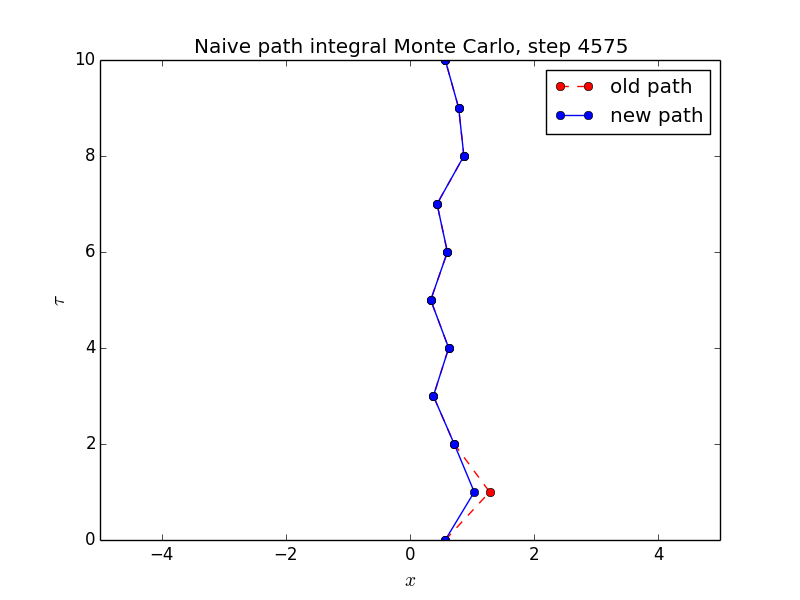 Naive path integral Monte Carlo, step 4575
10
8
6
4
2
0
τ
old path
new path
−4
−2
0
2
4
x